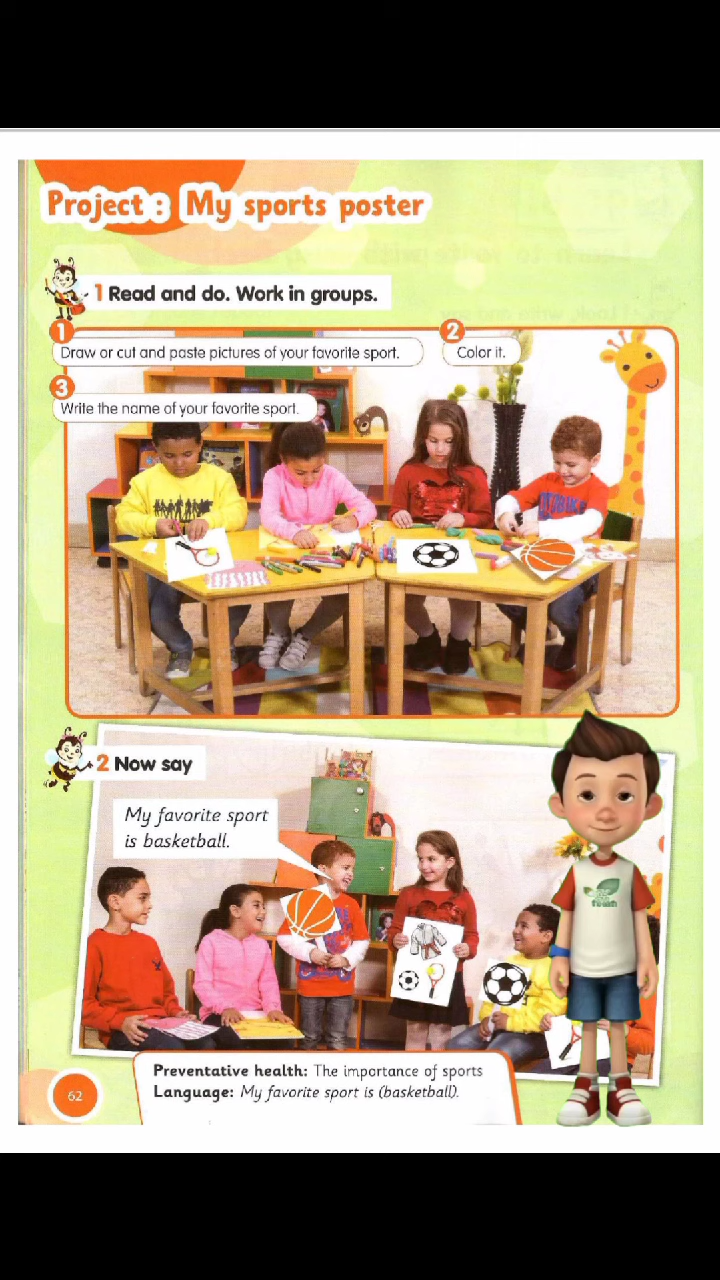 Project : My sports poster
1 Read and do. Work in groups.
1
Draw or cut and paste pictures of your favorite sport.
2
Color it.
3
Write the name of your favorite sport.
2 Now say
My favorite sport
is basketball.
Preventative health: The importance of sports
Language: My favorite sport is (basketball).
62